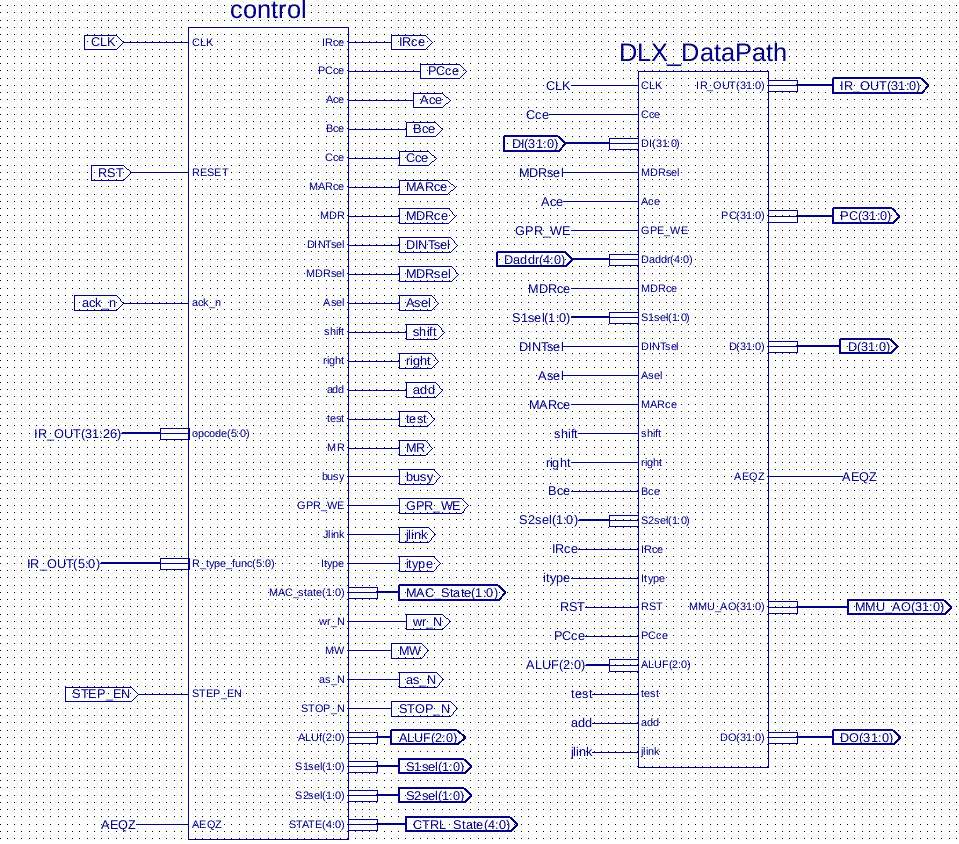 control
CLK
CLK
IRce
IRce
PCce
PCce
Ace
Ace
Bce
Bce
Cce
Cce
RST
RESET
MARce
MARce
MDR
MDRce
DINTsel
DINTsel
MDRsel
MDRsel
ack_n
ack_n
Asel
Asel
shift
shift
right
right
add
add
test
test
IR_OUT(31:26)
opcode(5:0)
MR
MR
busy
busy
GPR_WE
GPR_WE
Jlink
jlink
IR_OUT(5:0)
R_type_func(5:0)
Itype
itype
MAC_state(1:0)
MAC_State(1:0)
wr_N
wr_N
MW
MW
as_N
as_N
STEP_EN
STEP_EN
STOP_N
STOP_N
ALUf(2:0)
ALUF(2:0)
S1sel(1:0)
S1sel(1:0)
S2sel(1:0)
S2sel(1:0)
AEQZ
AEQZ
STATE(4:0)
CTRL_State(4:0)
DLX_DataPath
CLK
CLK
IR_OUT(31:0)
IR_OUT(31:0)
Cce
Cce
DI(31:0)
DI(31:0)
MDRsel
MDRsel
Ace
Ace
PC(31:0)
PC(31:0)
GPR_WE
GPE_WE
Daddr(4:0)
Daddr(4:0)
MDRce
MDRce
S1sel(1:0)
S1sel(1:0)
DINTsel
DINTsel
D(31:0)
D(31:0)
Asel
Asel
MARce
MARce
shift
shift
right
right
AEQZ
AEQZ
Bce
Bce
S2sel(1:0)
S2sel(1:0)
IRce
IRce
itype
Itype
RST
RST
MMU_AO(31:0)
MMU_AO(31:0)
PCce
PCce
ALUF(2:0)
ALUF(2:0)
test
test
add
add
DO(31:0)
DO(31:0)
jlink
jlink